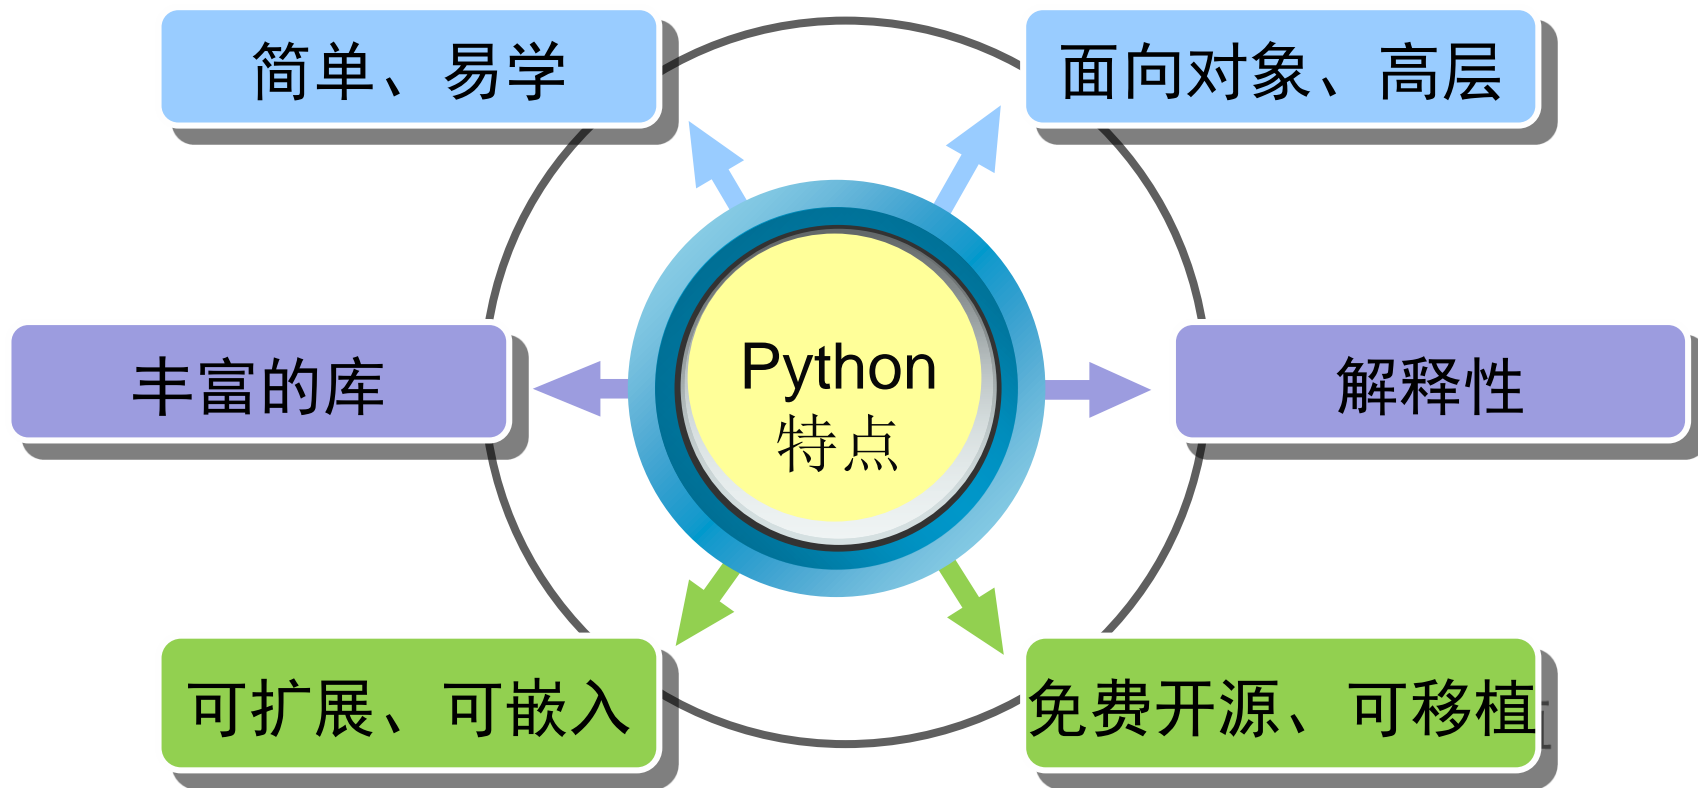 简单、易学
面向对象、高层
丰富的库
Python
特点
解释性
可扩展、可嵌入
免费开源、可移植